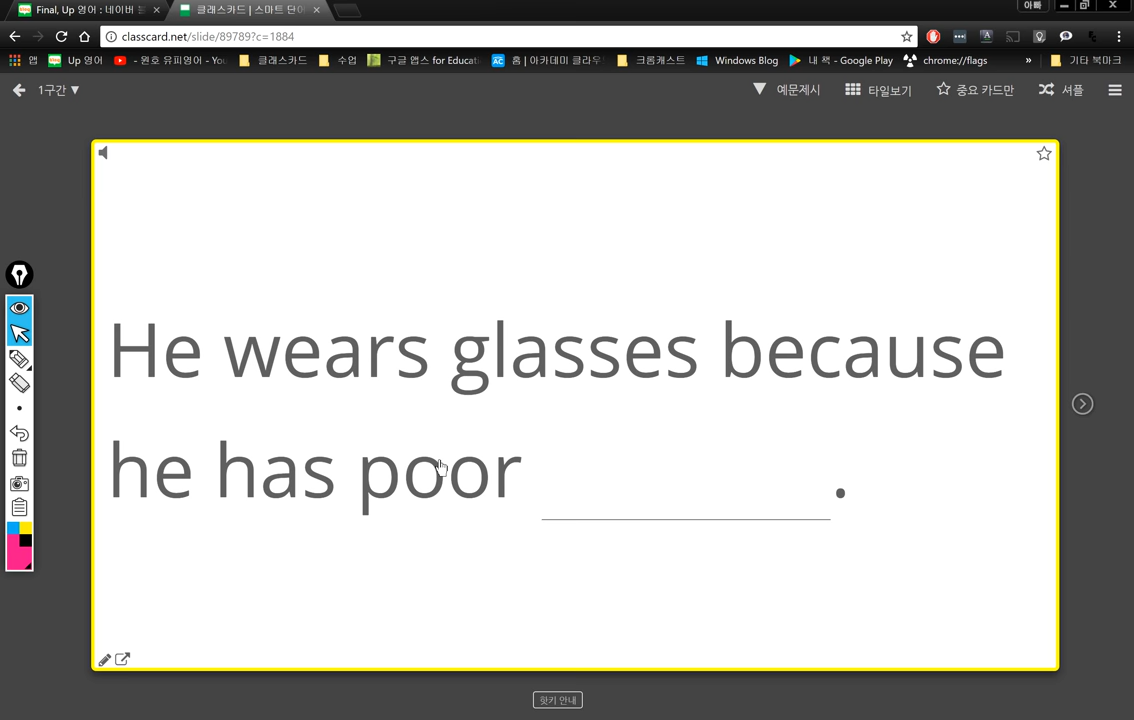 Final, Up 영어 : 네이버 블
클래스카드 | 스마트 단어
아빠
classcard.net/slide/89789?c=1884
앱
Up 영어
- 원호 유피영어 - You
클래스카드
수업
구글 앱스 for Educati
홈 | 아카데미 클라우
크롬캐스트
Windows Blog
내 책 - Google Play
chrome://flags
»
기타 북마크
1구간 ▼
예문제시
타일보기
중요 카드만
셔플
He wears glasses because
he has poor ____________ .
핫키 안내